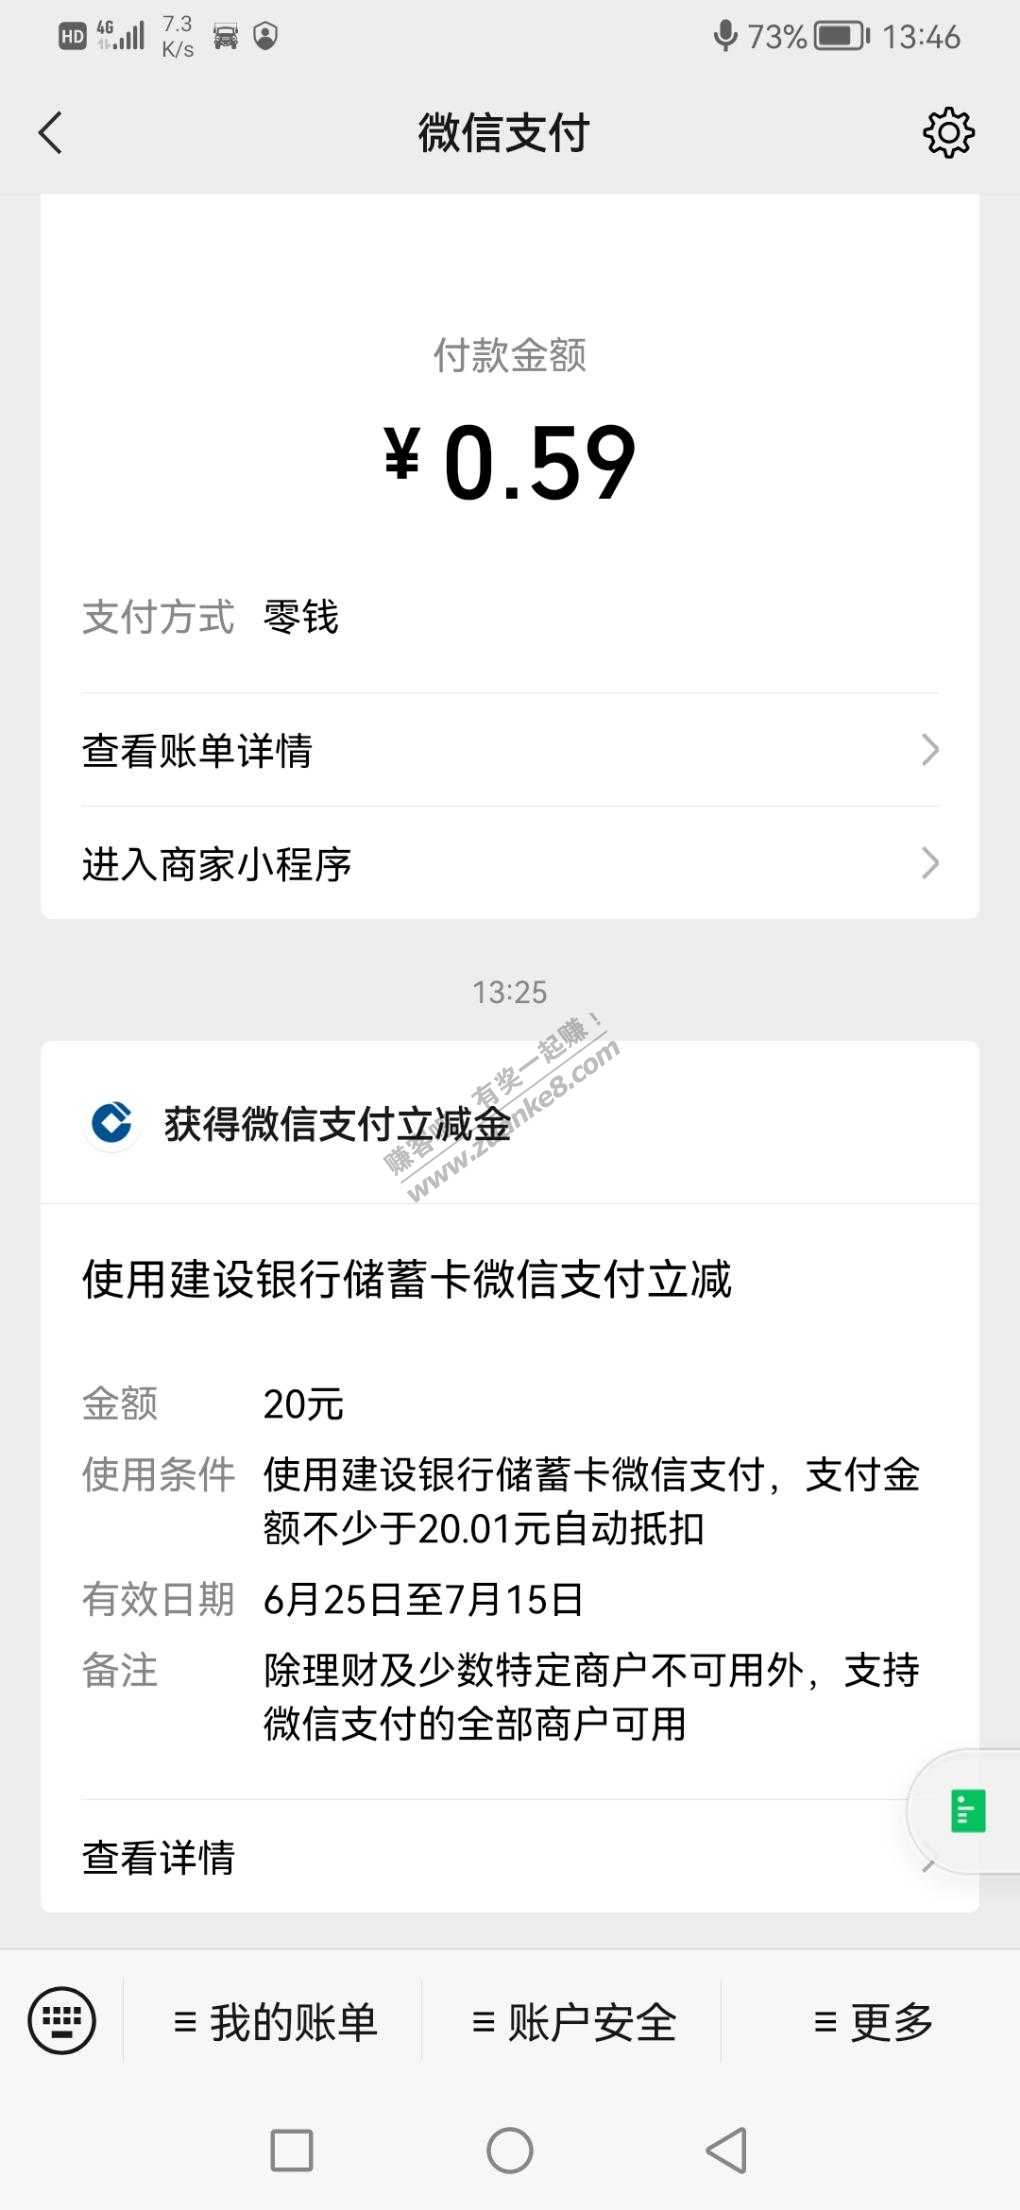 HD 4G 7.3 K/s 73% 13:46
微信支付
付款金额
¥0.59
支付方式 零钱
查看账单详情
进入商家小程序
13:25
获得微信支付立减金
赚客吧，有奖一起赚！
www.zuanke8.com
使用建设银行储蓄卡微信支付立减
金额 20元
使用条件 使用建设银行储蓄卡微信支付，支付金
额不少于20.01元自动抵扣
有效日期 6月25日至7月15日
备注 除理财及少数特定商户不可用外，支持
微信支付的全部商户可用
查看详情
我的账单 账户安全 更多